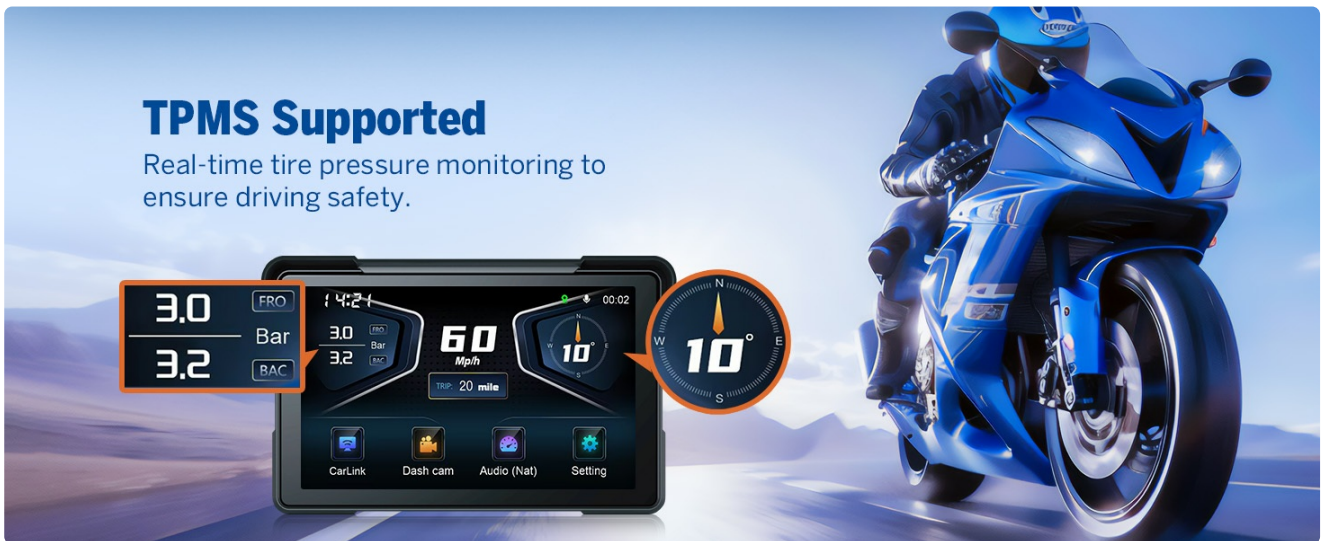 TPMS Supported
Real-time tire pressure monitoring to
ensure driving safety.
3.0 FRO
Bar
3.2 BAC
14:21
00:02
3.0 FRO
Bar
3.2 BAC
60
Mp/h
TRIP: 20 mile
N
W 10° E
S
N
W 10° E
S
CarLink
Dash cam
Audio (Nat)
Setting